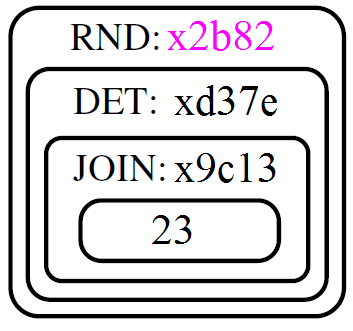 RND: x2b82
DET: xd37e
JOIN: x9c13
23